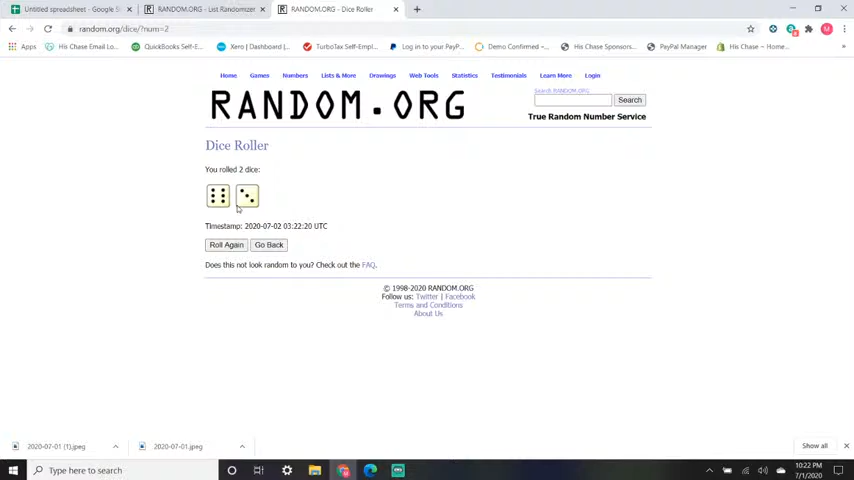 Untitled spreadsheet - Google S
RANDOM.ORG - List Randomizer
RANDOM.ORG - Dice Roller
random.org/dice/?num=2
Apps
His Chase Email Lo...
QuickBooks Self-E...
Xero | Dashboard |...
TurboTax Self-Empl...
Log in to your PayP...
Demo Confirmed -...
His Chase Sponsors...
PayPal Manager
His Chase -- Home...
Home
Games
Numbers
Lists & More
Drawings
Web Tools
Statistics
Testimonials
Learn More
Login
RANDOM.ORG
Search RANDOM.ORG
Search
True Random Number Service
Dice Roller
You rolled 2 dice:
Timestamp: 2020-07-02 03:22:20 UTC
Roll Again
Go Back
Does this not look random to you? Check out the FAQ.
© 1998-2020 RANDOM.ORG
Follow us: Twitter | Facebook
Terms and Conditions
About Us
2020-07-01 (1).jpeg
2020-07-01.jpeg
Show all
Type here to search
10:22 PM
7/1/2020